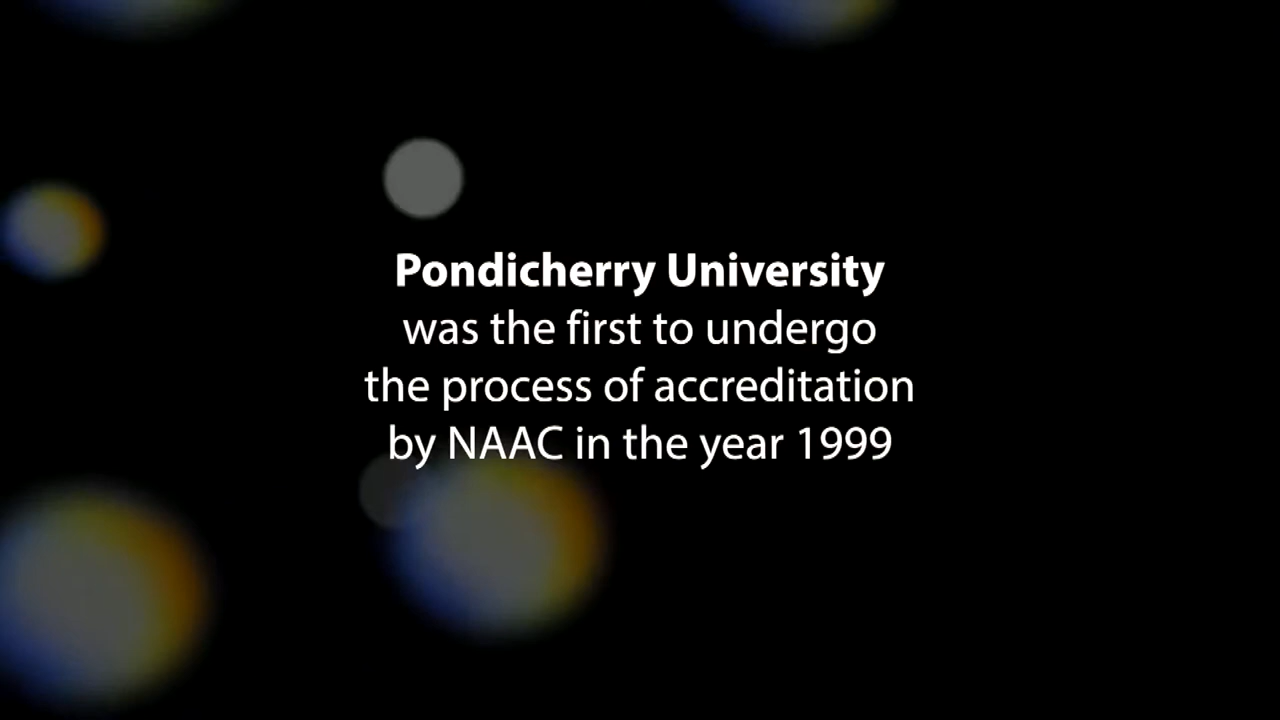 Pondicherry University
was the first to undergo
the process of accreditation
by NAAC in the year 1999